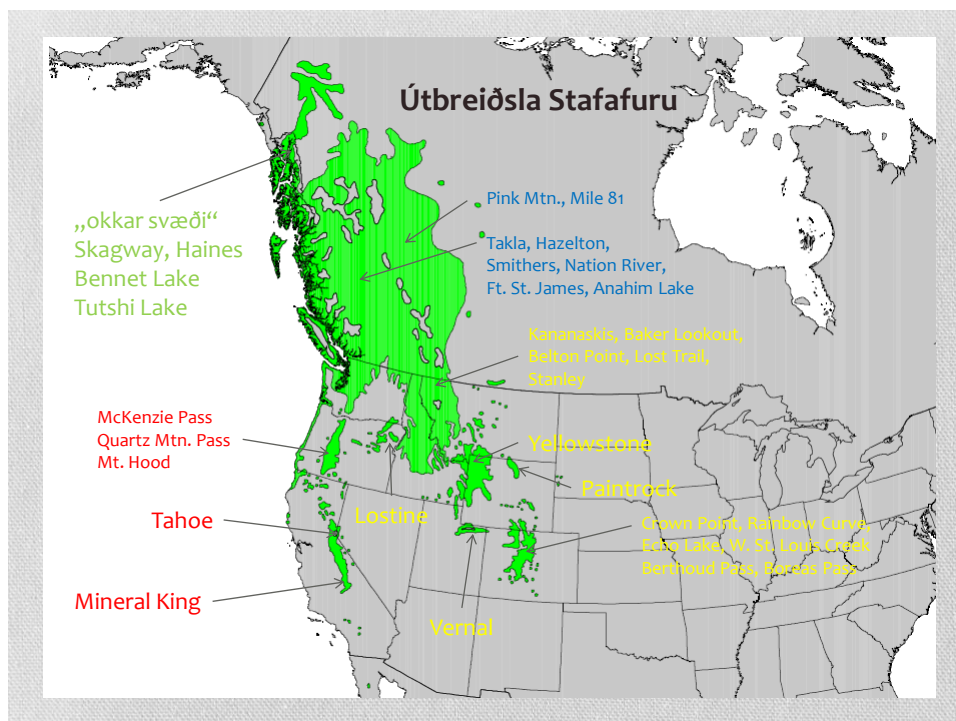 Útbreiðsla Stafafuru
Pink Mtn., Mile 81
„okkar svæði“
Skagway, Haines
Bennet Lake
Tutshi Lake
Takla, Hazelton,
Smithers, Nation River,
Ft. St. James, Anahim Lake
Kananaskis, Baker Lookout,
Belton Point, Lost Trail,
Stanley
McKenzie Pass
Quartz Mtn. Pass
Mt. Hood
Yellowstone
Paintrock
Tahoe
Lostine
Crown Point, Rainbow Curve,
Echo Lake, W. St. Louis Creek
Berthoud Pass, Boreas Pass
Mineral King
Vernal